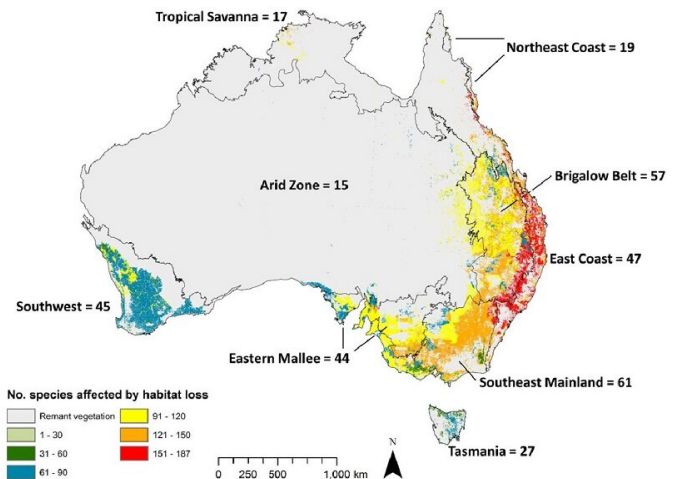 Tropical Savanna = 17
Northeast Coast = 19
Brigalow Belt = 57
Arid Zone = 15
East Coast = 47
Southwest = 45
Eastern Mallee = 44
Southeast Mainland = 61
No. species affected by habitat loss
Remant vegetation
91 - 120
1 - 30
121 - 150
31 - 60
151 - 187
61 - 90
N
0 250 500 1,000 km
Tasmania = 27